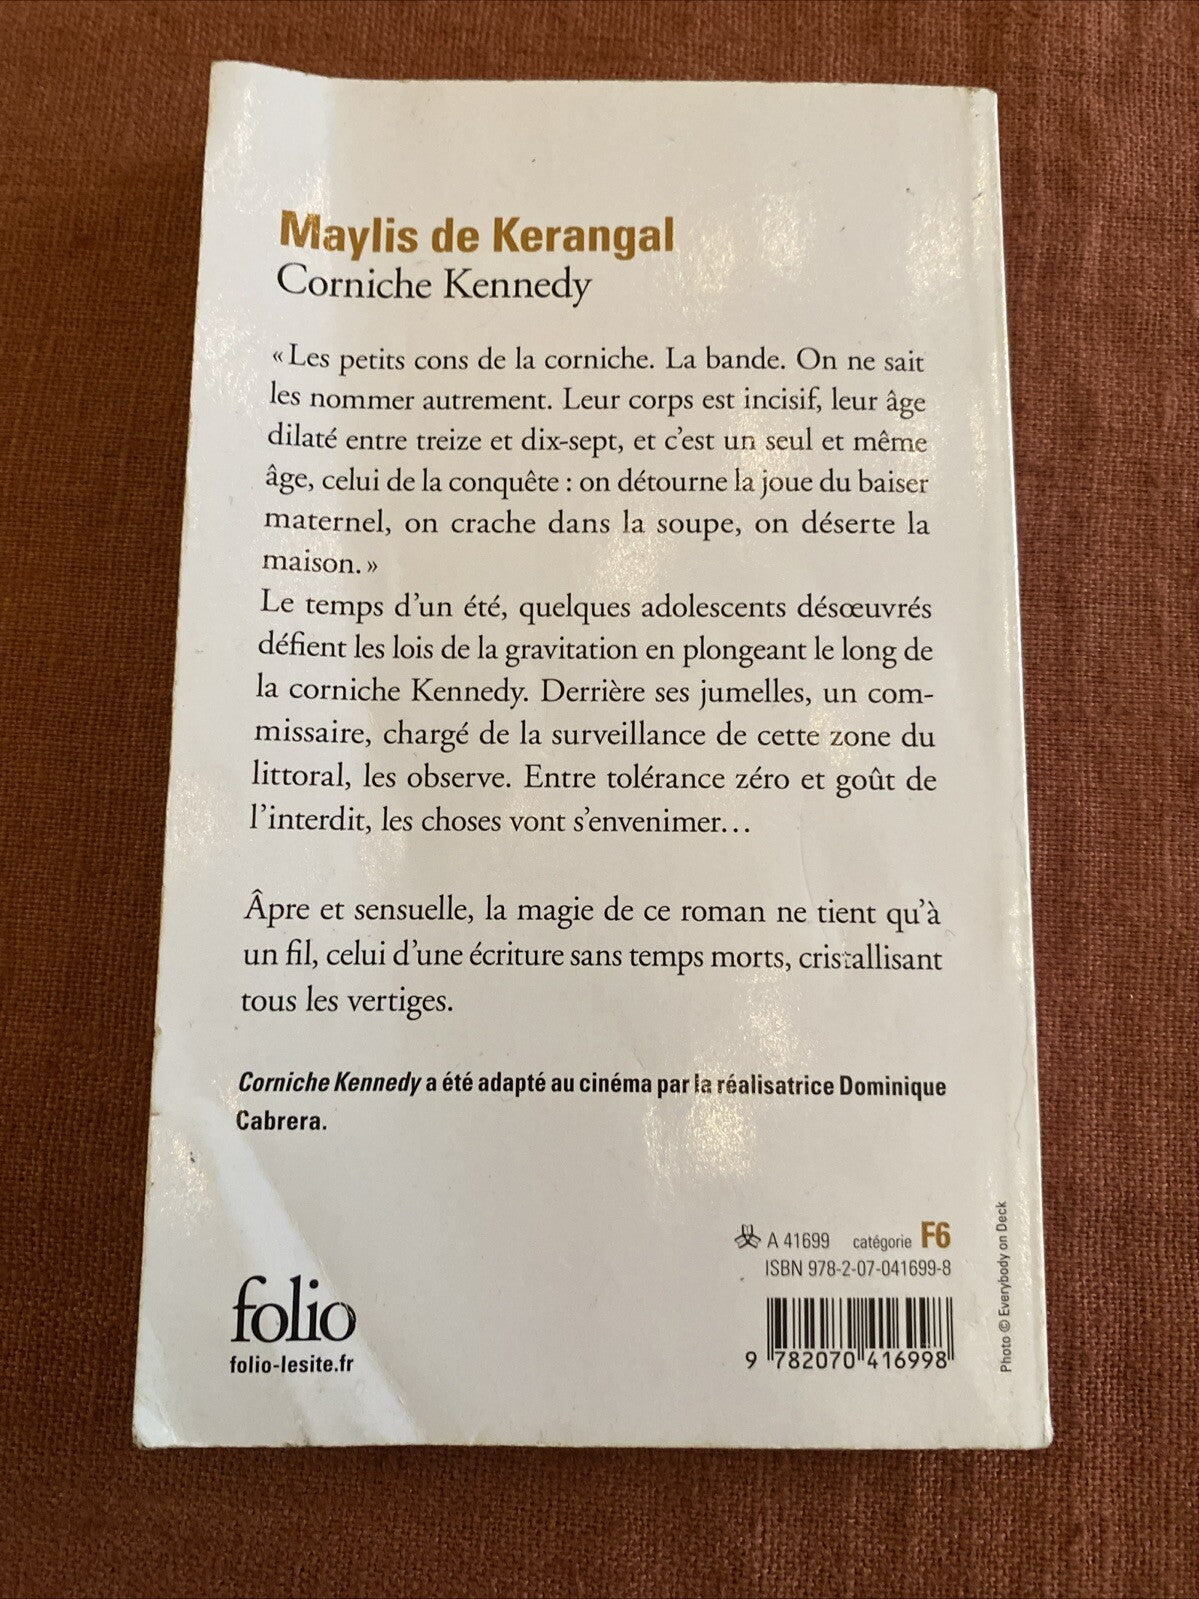 Maylis de Kerangal
Corniche Kennedy
« Les petits cons de la corniche. La bande. On ne sait
les nommer autrement. Leur corps est incisif, leur âge
dilaté entre treize et dix-sept, et c'est un seul et même
âge, celui de la conquête : on détourne la joue du baiser
maternel, on crache dans la soupe, on déserte la
maison. »
Le temps d'un été, quelques adolescents désœuvrés
défient les lois de la gravitation en plongeant le long de
la corniche Kennedy. Derrière ses jumelles, un com-
missaire, chargé de la surveillance de cette zone du
littoral, les observe. Entre tolérance zéro et goût de
l'interdit, les choses vont s'envenimer...
Âpre et sensuelle, la magie de ce roman ne tient qu'à
un fil, celui d'une écriture sans temps morts, cristallisant
tous les vertiges.
Corniche Kennedy a été adapté au cinéma par la réalisatrice Dominique
Cabrera.
A 41699 catégorie F6
ISBN 978-2-07-041699-8
folio
folio-lesite.fr
9 782070 416998
Photo © Everybody on Deck